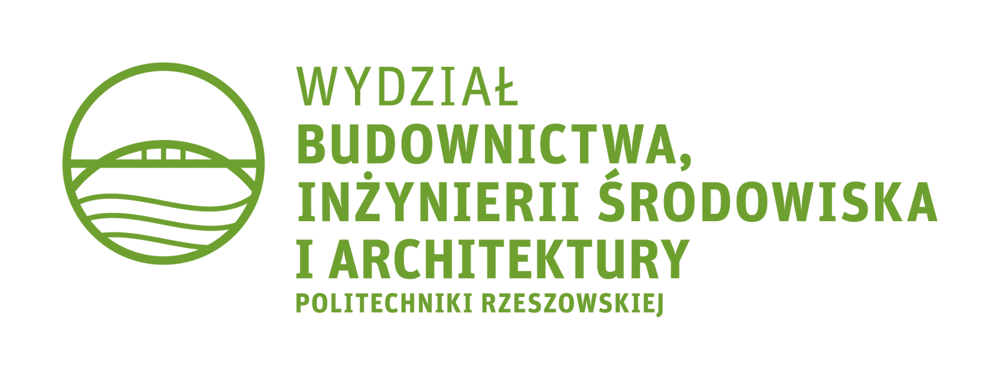 WYDZIAŁ
BUDOWNICTWA,
INŻYNIERII ŚRODOWISKA
I ARCHITEKTURY
POLITECHNIKI RZESZOWSKIEJ